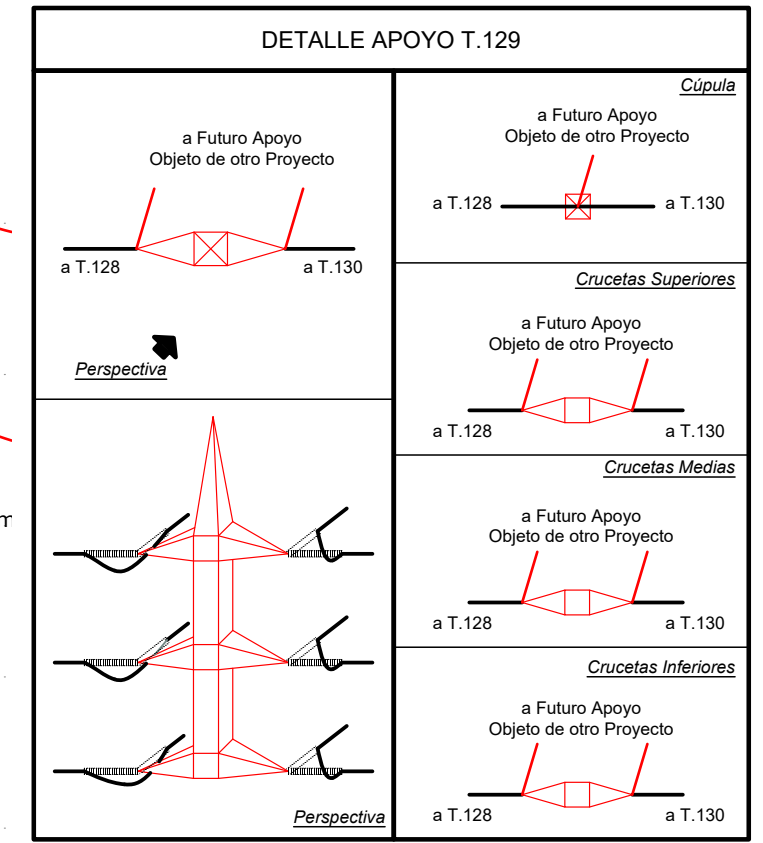 DETALLE APOYO T.129
a Futuro Apoyo
Objeto de otro Proyecto
a T.128
a T.130
Perspectiva
Perspectiva
Cúpula
a Futuro Apoyo
Objeto de otro Proyecto
a T.128
a T.130
Crucetas Superiores
a Futuro Apoyo
Objeto de otro Proyecto
a T.128
a T.130
Crucetas Medias
a Futuro Apoyo
Objeto de otro Proyecto
a T.128
a T.130
Crucetas Inferiores
a Futuro Apoyo
Objeto de otro Proyecto
a T.128
a T.130